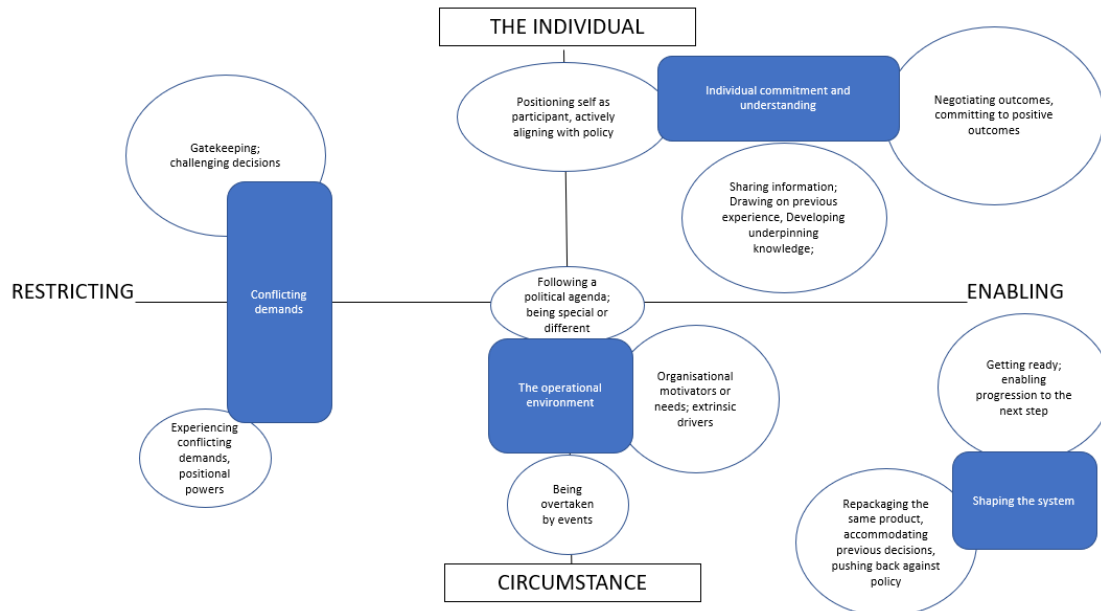 THE INDIVIDUAL
Positioning self as
participant, actively
aligning with policy
Individual commitment and
understanding
Negotiating outcomes,
committing to positive
outcomes
Gatekeeping;
challenging decisions
Sharing information;
Drawing on previous
experience, Developing
underpinning
knowledge;
RESTRICTING
Conflicting
demands
Following a
political agenda;
being special or
different
ENABLING
The operational
environment
Organisational
motivators or
needs; extrinsic
drivers
Getting ready;
enabling
progression to the
next step
Experiencing
conflicting
demands,
positional
powers
Being
overtaken
by events
Shaping the system
Repackaging the
same product,
accommodating
previous decisions,
pushing back against
policy
CIRCUMSTANCE